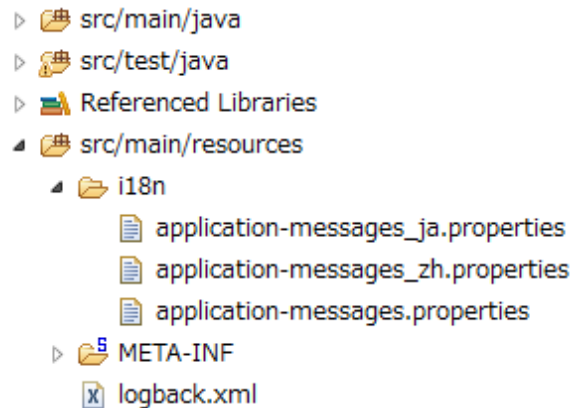 src/main/java
src/test/java
Referenced Libraries
src/main/resources
i18n
application-messages_ja.properties
application-messages_zh.properties
application-messages.properties
META-INF
logback.xml